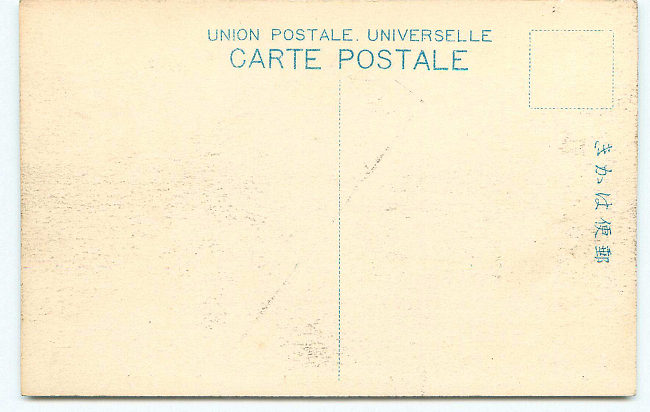 UNION POSTALE. UNIVERSELLE
CARTE POSTALE
郵便はかき